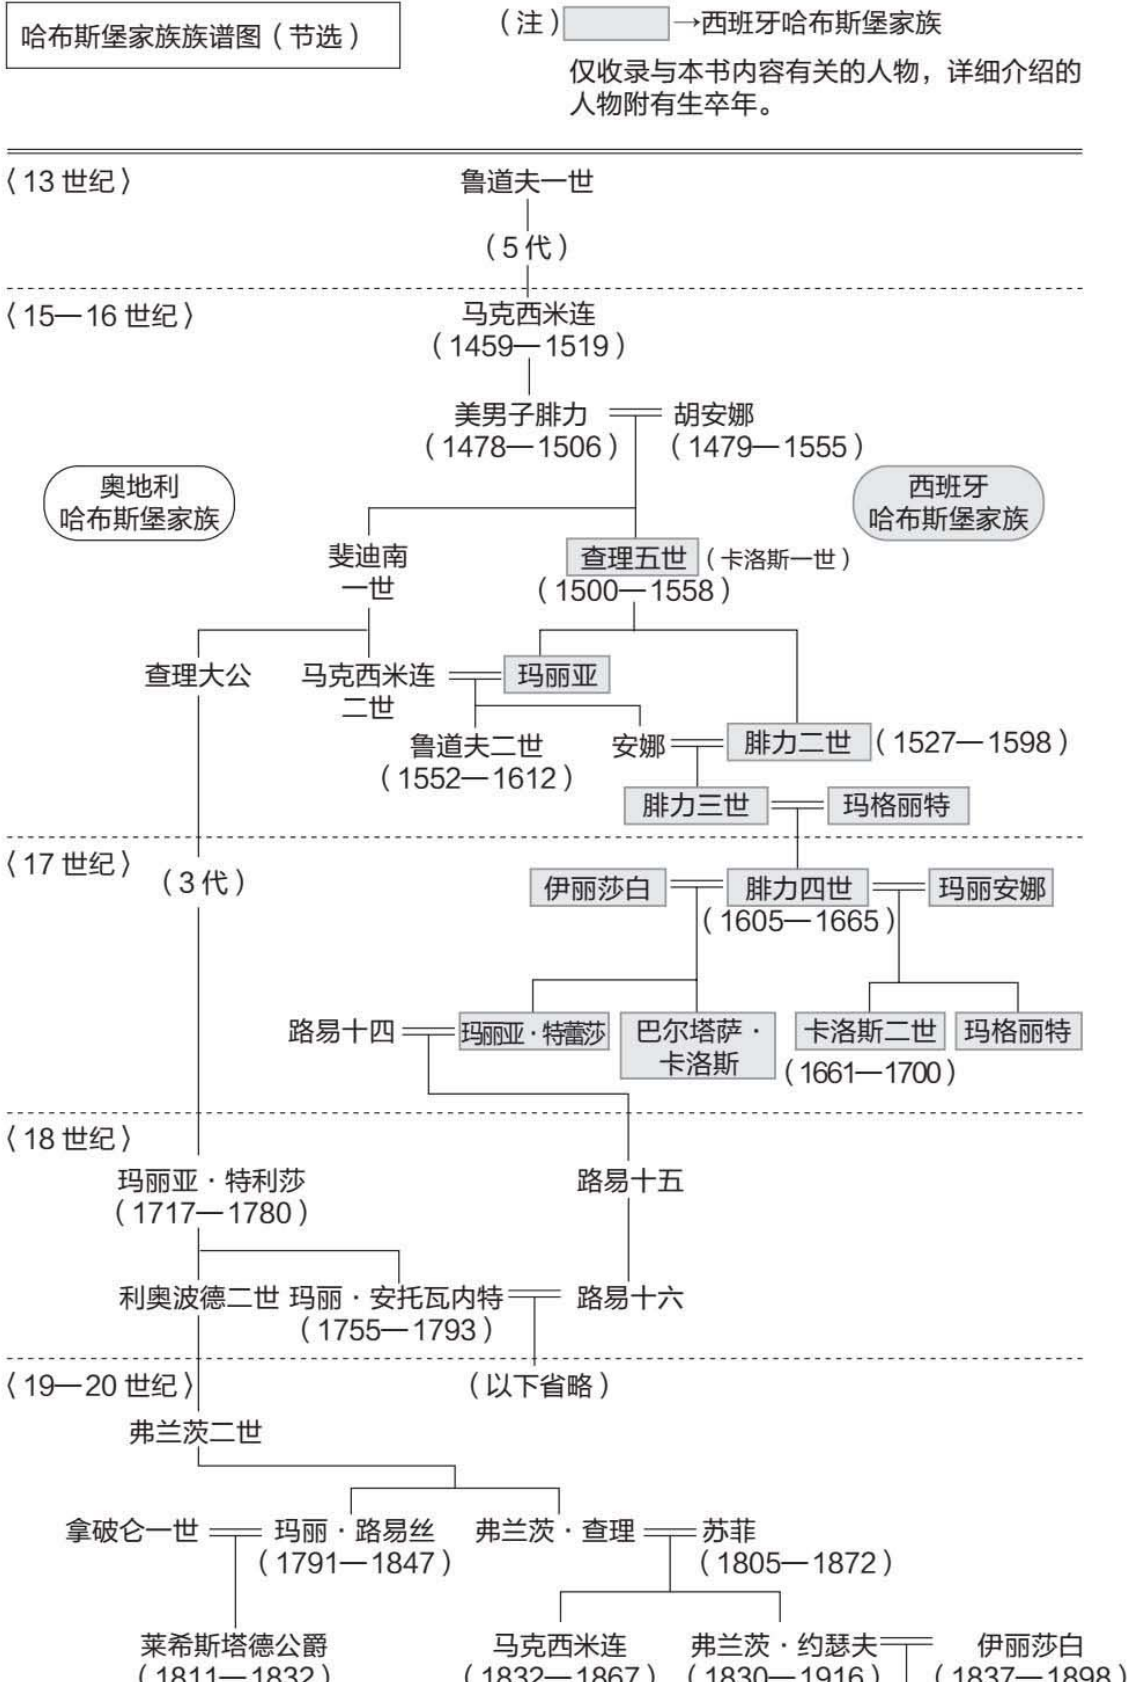 哈布斯堡家族族谱图（节选）
（注） →西班牙哈布斯堡家族
仅收录与本书内容有关的人物，详细介绍的
人物附有生卒年。
〈13 世纪〉
鲁道夫一世
（5 代）
〈15—16 世纪〉
马克西米连
（1459—1519）
美男子腓力
胡安娜
（1478—1506）
（1479—1555）
奥地利
哈布斯堡家族
西班牙
哈布斯堡家族
斐迪南
一世
查理五世（卡洛斯一世）
（1500—1558）
查理大公
马克西米连
二世
玛丽亚
鲁道夫二世
（1552—1612）
安娜
腓力二世（1527—1598）
腓力三世
玛格丽特
〈17 世纪〉
（3 代）
伊丽莎白
腓力四世
玛丽安娜
（1605—1665）
路易十四
玛丽亚·特蕾莎
巴尔塔萨·
卡洛斯
卡洛斯二世
玛格丽特
（1661—1700）
〈18 世纪〉
玛丽亚·特利莎
（1717—1780）
路易十五
利奥波德二世
玛丽·安托瓦内特
路易十六
（1755—1793）
〈19—20 世纪〉
（以下省略）
弗兰茨二世
拿破仑一世
玛丽·路易丝
弗兰茨·查理
苏菲
（1791—1847）
（1805—1872）
莱希斯塔德公爵
马克西米连
弗兰茨·约瑟夫
伊丽莎白
（1811—1832）
（1832—1867）
（1830—1916）
（1837—1898）